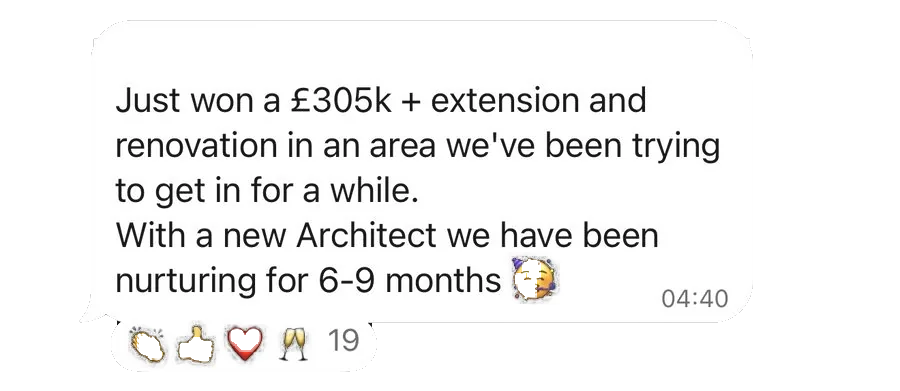 Just won a £305k + extension and
renovation in an area we've been trying
to get in for a while.
With a new Architect we have been
nurturing for 6-9 months 🥳
04:40
19